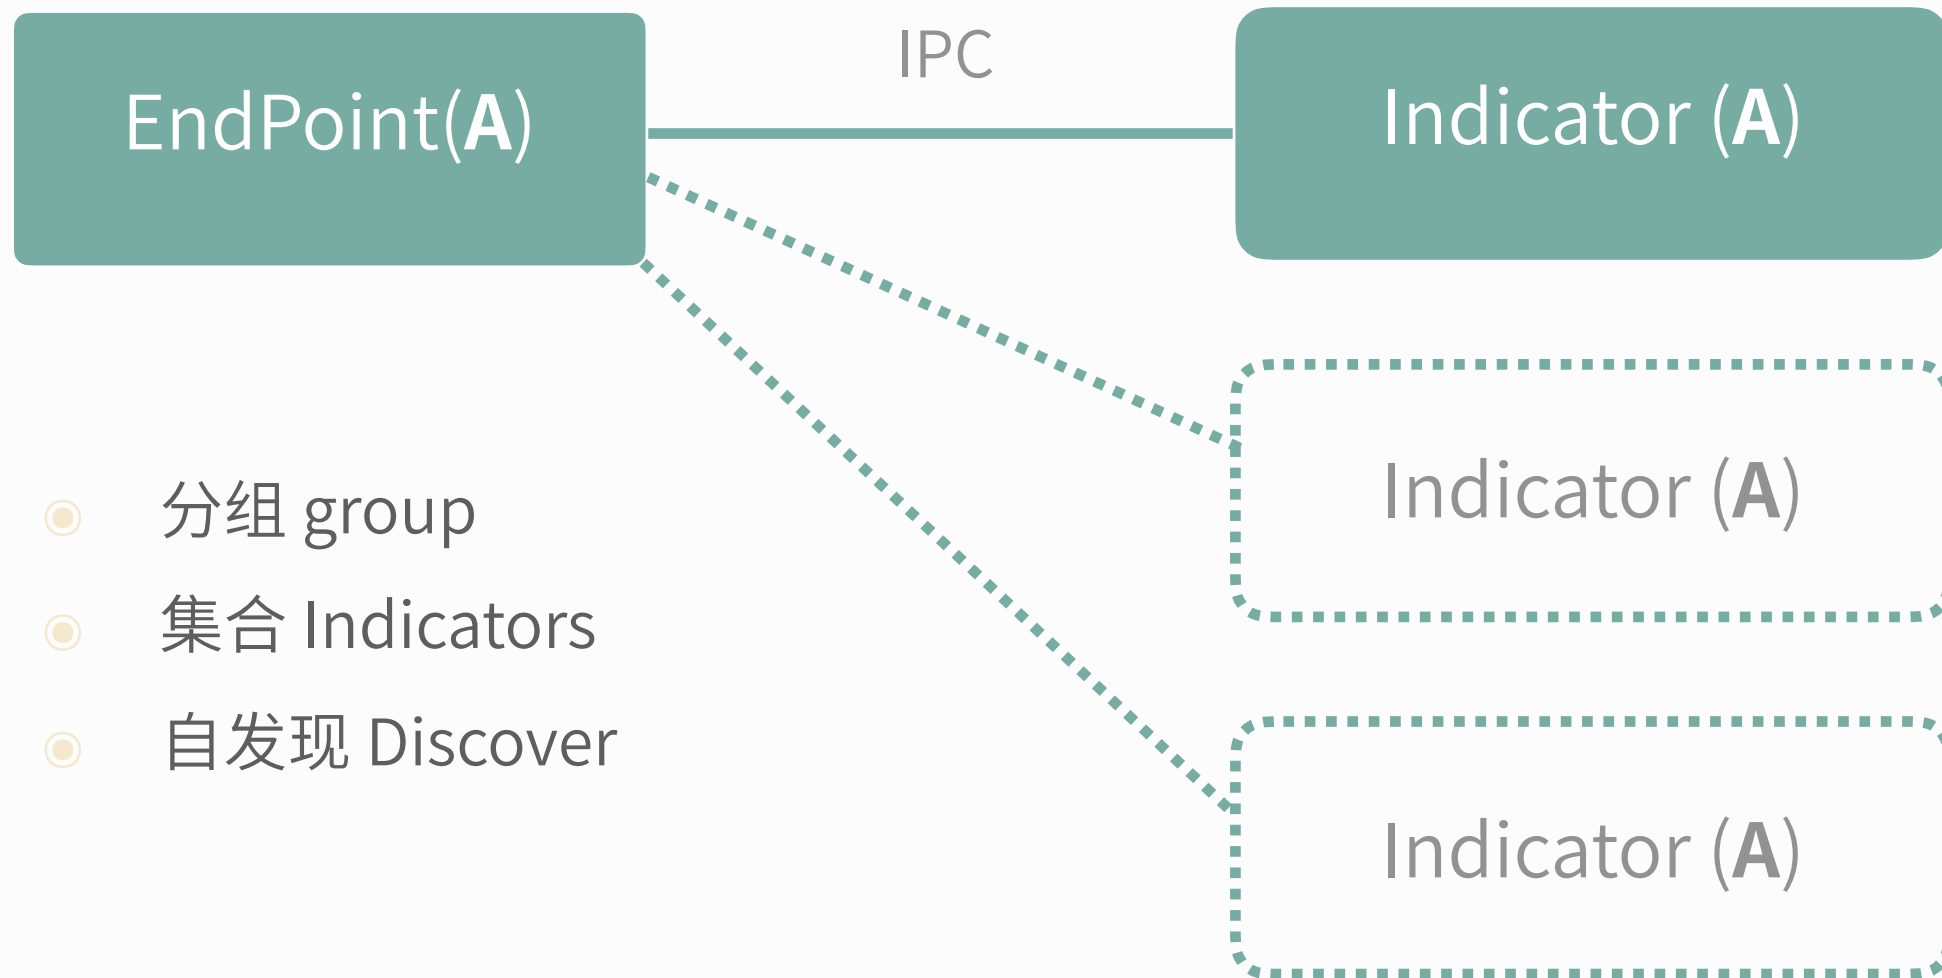 EndPoint(A)
IPC
Indicator (A)
Indicator (A)
Indicator (A)
分组 group
集合 Indicators
自发现 Discover